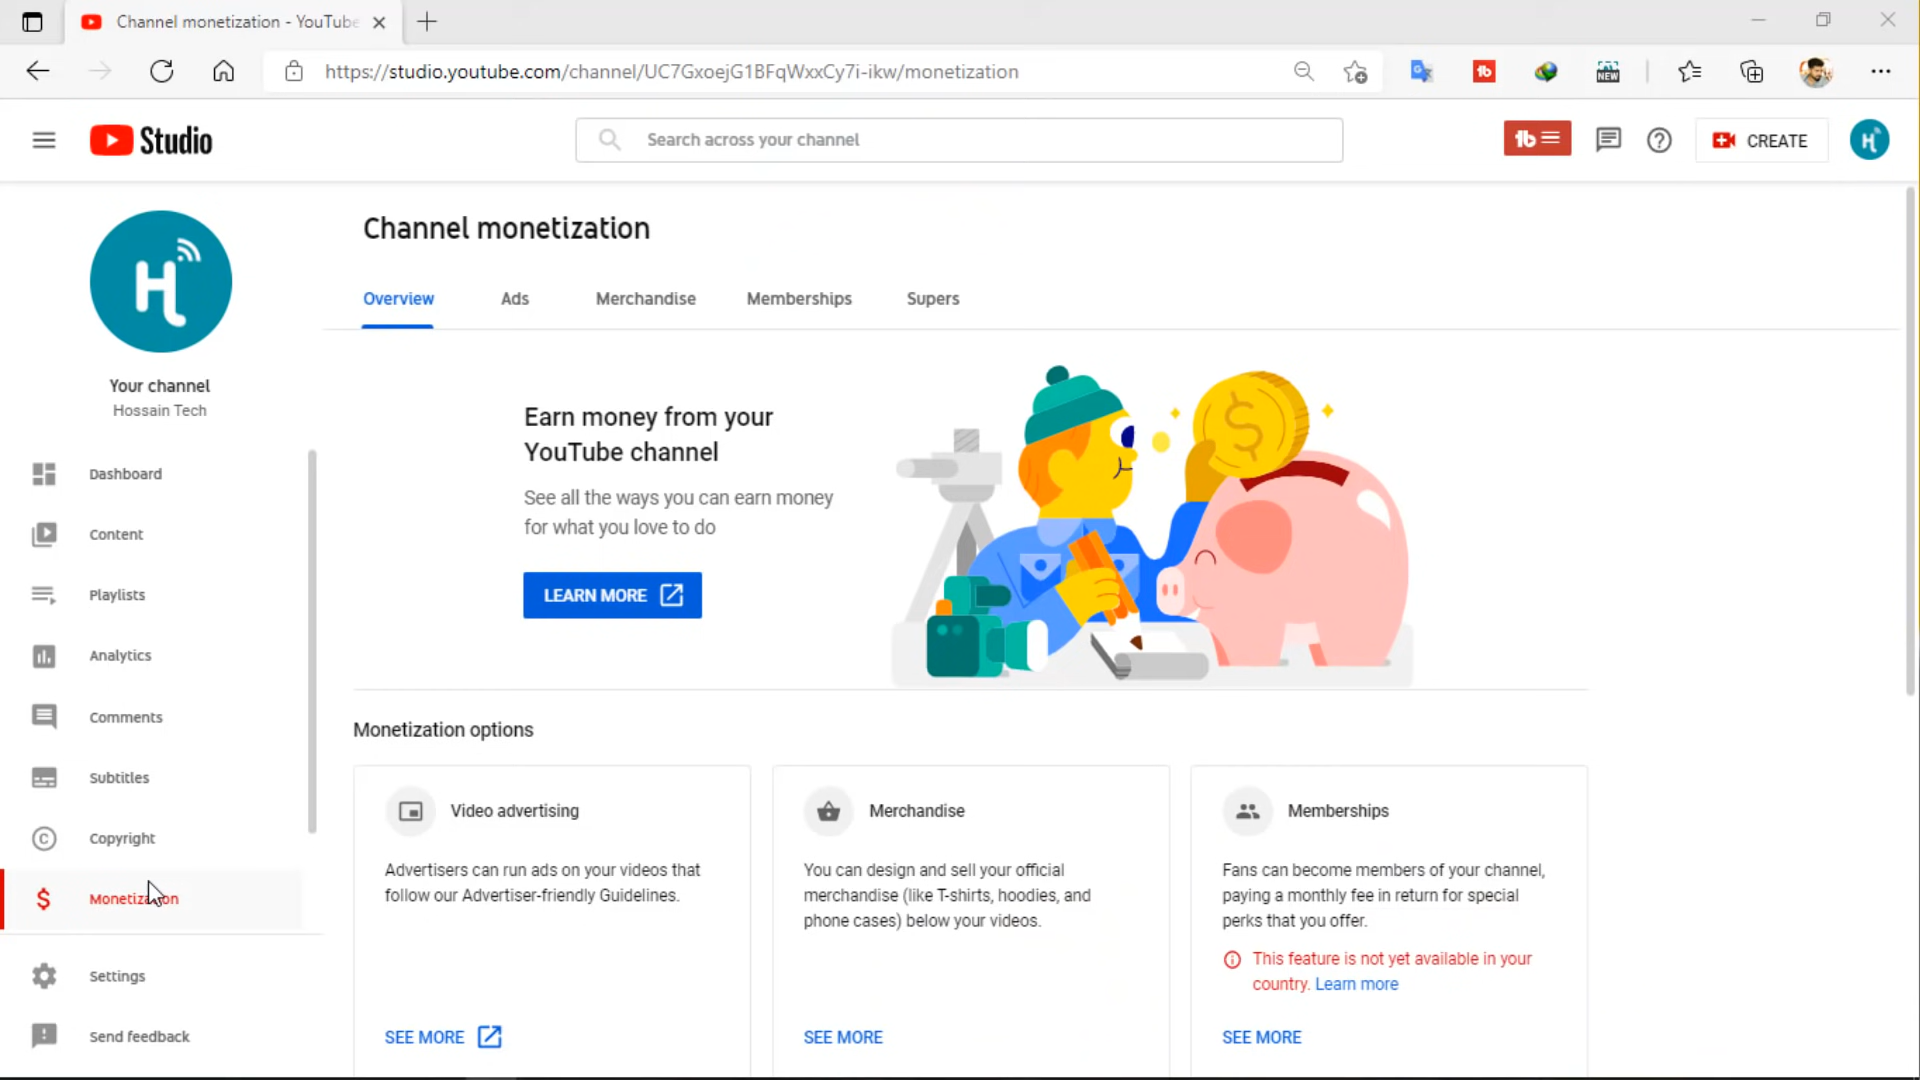 Channel monetization - YouTube
https://studio.youtube.com/channel/UC7GxoejG1BFqWxxCy7i-ikw/monetization
NEW
Studio
Search across your channel
tb
CREATE
H
H
Your channel
Hossain Tech
Dashboard
Content
Playlists
Analytics
Comments
Subtitles
Copyright
Monetization
Settings
Send feedback
Channel monetization
Overview
Ads
Merchandise
Memberships
Supers
Earn money from your
YouTube channel
See all the ways you can earn money
for what you love to do
LEARN MORE
$
Monetization options
Video advertising
Advertisers can run ads on your videos that
follow our Advertiser-friendly Guidelines.
SEE MORE
Merchandise
You can design and sell your official
merchandise (like T-shirts, hoodies, and
phone cases) below your videos.
SEE MORE
Memberships
Fans can become members of your channel,
paying a monthly fee in return for special
perks that you offer.
This feature is not yet available in your
country. Learn more
SEE MORE